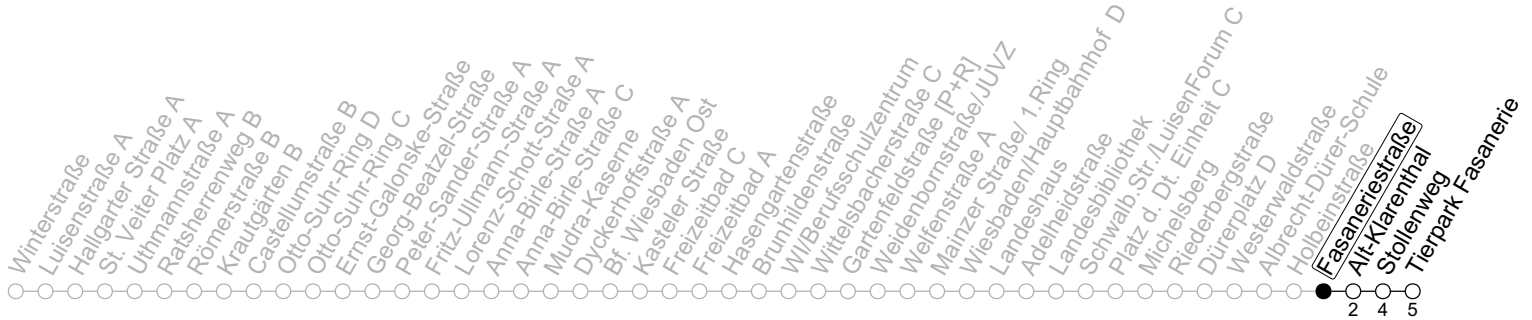 Winterstraße
Luisenstraße A
Hallgarter Straße A
St. Veiter Platz A
Uthmannstraße A
Ratsherrenweg B
Römerstraße B
Krautgärten B
Castellumstraße B
Otto-Suhr-Ring D
Otto-Suhr-Ring C
Ernst-Galonske-Straße
Georg-Beatzel-Straße
Peter-Sander-Straße A
Fritz-Ullmann-Straße A
Lorenz-Schott-Straße A
Anna-Birle-Straße A
Anna-Birle-Straße C
Mudra-Kaserne
Dyckerhoffstraße A
Bf. Wiesbaden Ost
Kasteler Straße
Freizeitbad C
Freizeitbad A
Hasengartenstraße
Brunhildenstraße
WI/Berufsschulzentrum
Wittelsbacherstraße C
Gartenfeldstraße [P+R]
Weidenbornstraße/JUVZ
Welfenstraße A
Mainzer Straße/ 1.Ring
Wiesbaden/Hauptbahnhof D
Landeshaus
Adelheidstraße
Landesbibliothek
Schwalb.Str./LuisenForum C
Platz d. Dt. Einheit C
Michelsberg
Riederbergstraße
Dürerplatz D
Westerwaldstraße
Albrecht-Dürer-Schule
Holbeinstraße
Fasaneriestraße
Alt-Klarenthal
Stollenweg
Tierpark Fasanerie
2 4 5